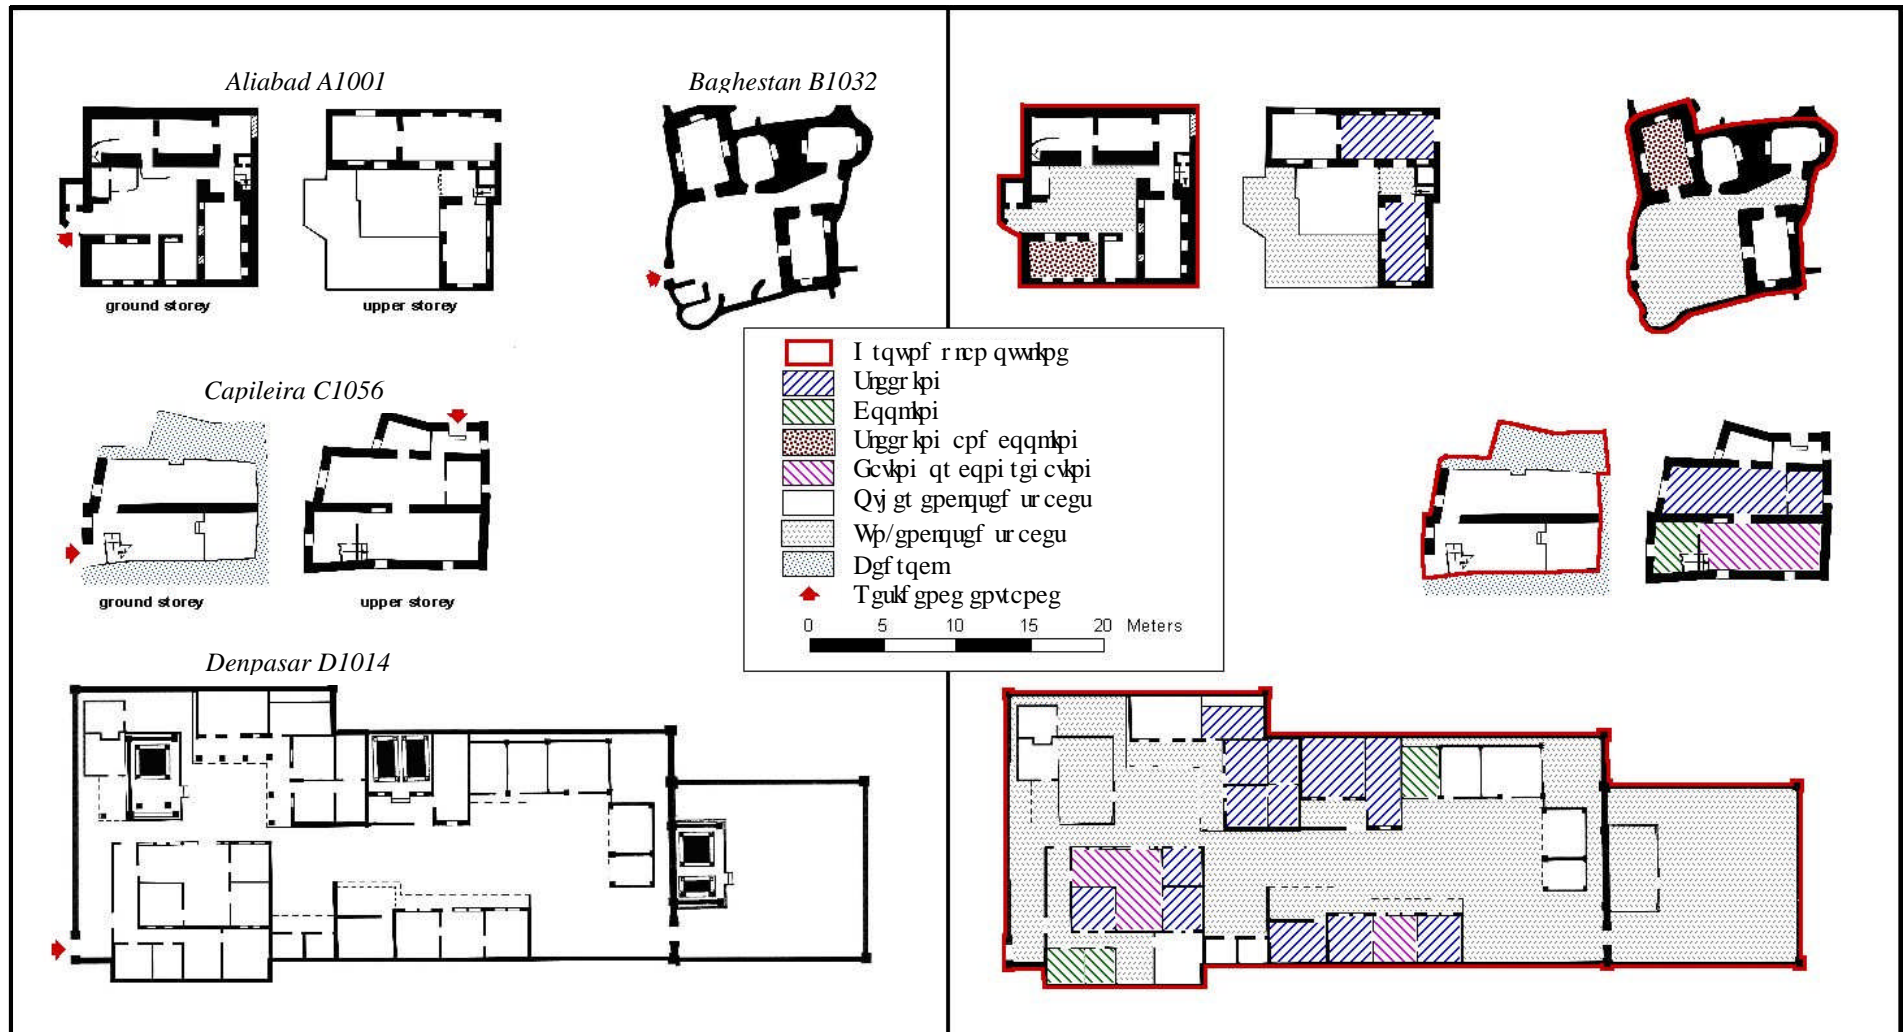 Aliabad A1001
Baghestan B1032
ground storey
upper storey
Capileira C1056
ground storey
upper storey
Denpasar D1014
I tqwpf rncp qwvnkpg
Unggrkpi
Eqqmkpi
Unggrkpi cpf eqqmkpi
Gcvkpi qt eqpitgicvkpi
Qvjgt gpenqugf urcegu
Wp/gpenqugf urcegu
Dgftqem
Tgukfgpeg gpvtcpeg
0 5 10 15 20 Meters